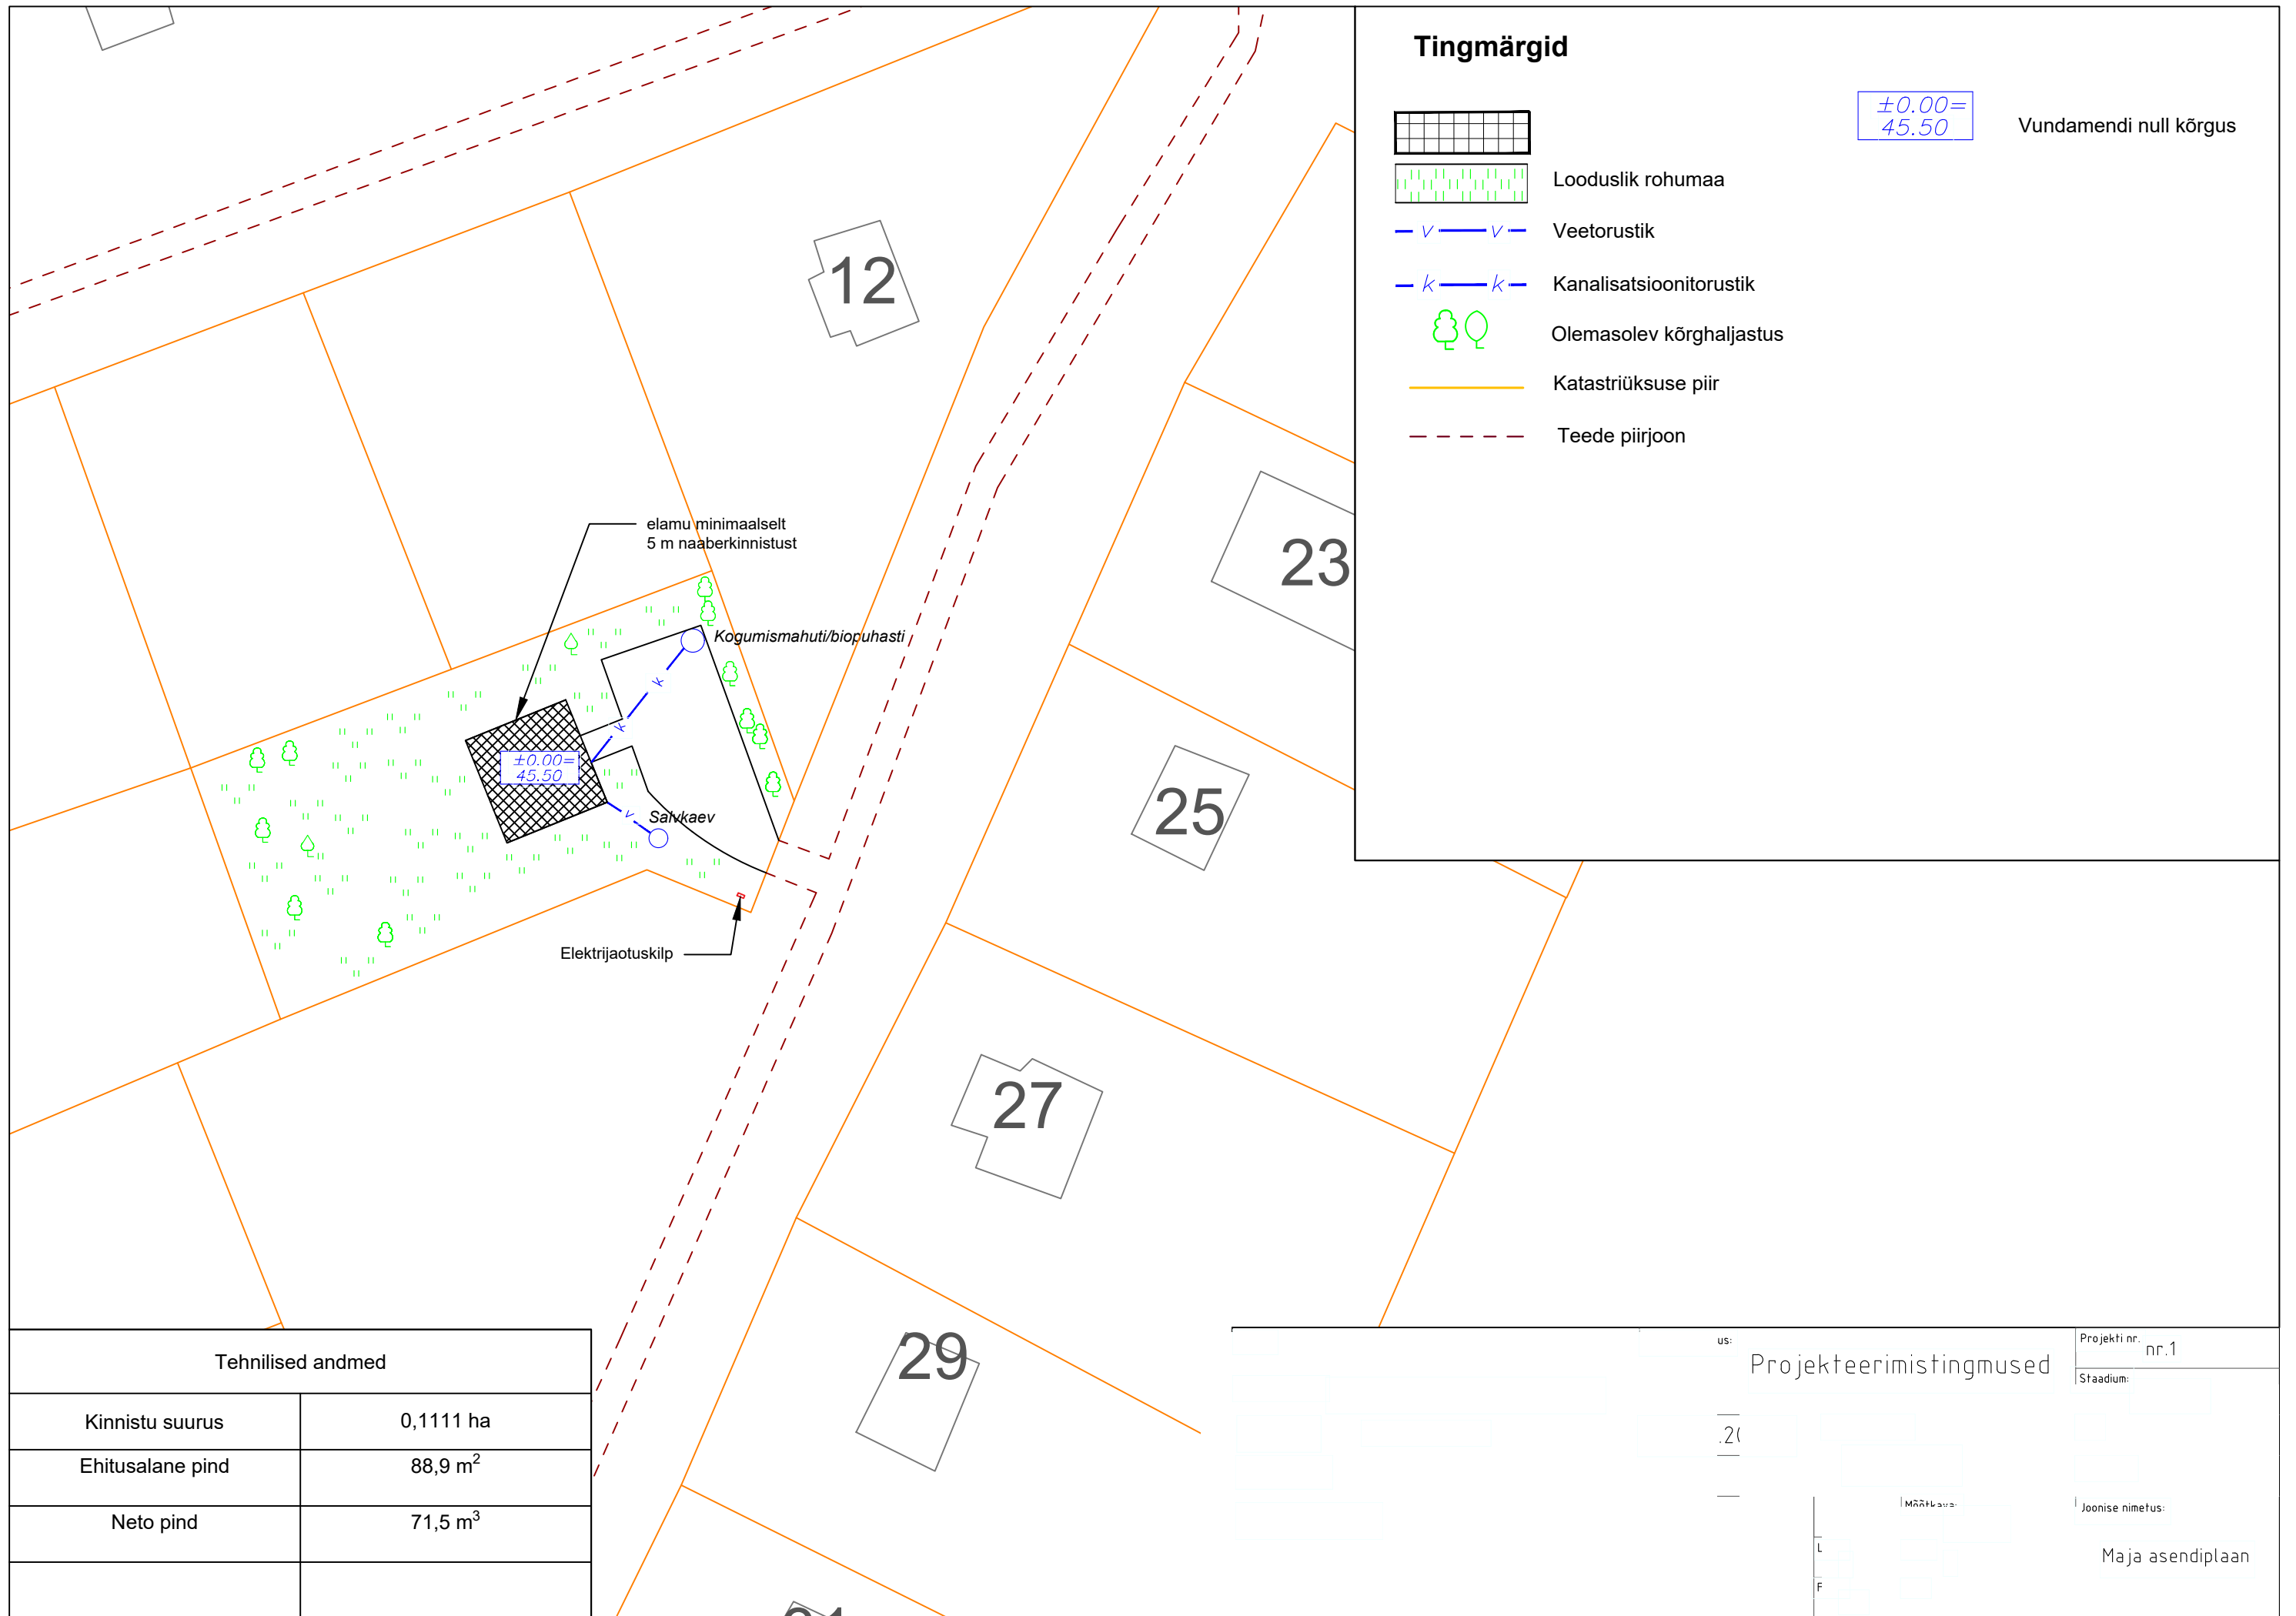 Tingmärgid
±0.00=
45.50
Vundamendi null kõrgus
Looduslik rohumaa
v v
Veetorustik
k k
Kanalisatsioonitorustik
Olemasolev kõrghaljastus
Katastriüksuse piir
Teede piirjoon
12
23
elamu minimaalselt
5 m naaberkinnistust
Kogumismahuti/biopuhasti
k
k
±0.00=
45.50
v
Salvkaev
25
Elektrijaotuskilp
27
29
Tehnilised andmed
Kinnistu suurus 0,1111 ha
Ehitusalane pind 88,9 m²
Neto pind 71,5 m³
us:
Projekteerimistingmused
Projekti nr.
nr.1
Staadium:
.20
Mõõtkava:
Joonise nimetus:
L
Maja asendiplaan
F